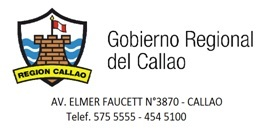 Gobierno Regional
del Callao
REGION CALLAO
AV. ELMER FAUCETT N°3870 - CALLAO
Telef. 575 5555 - 454 5100